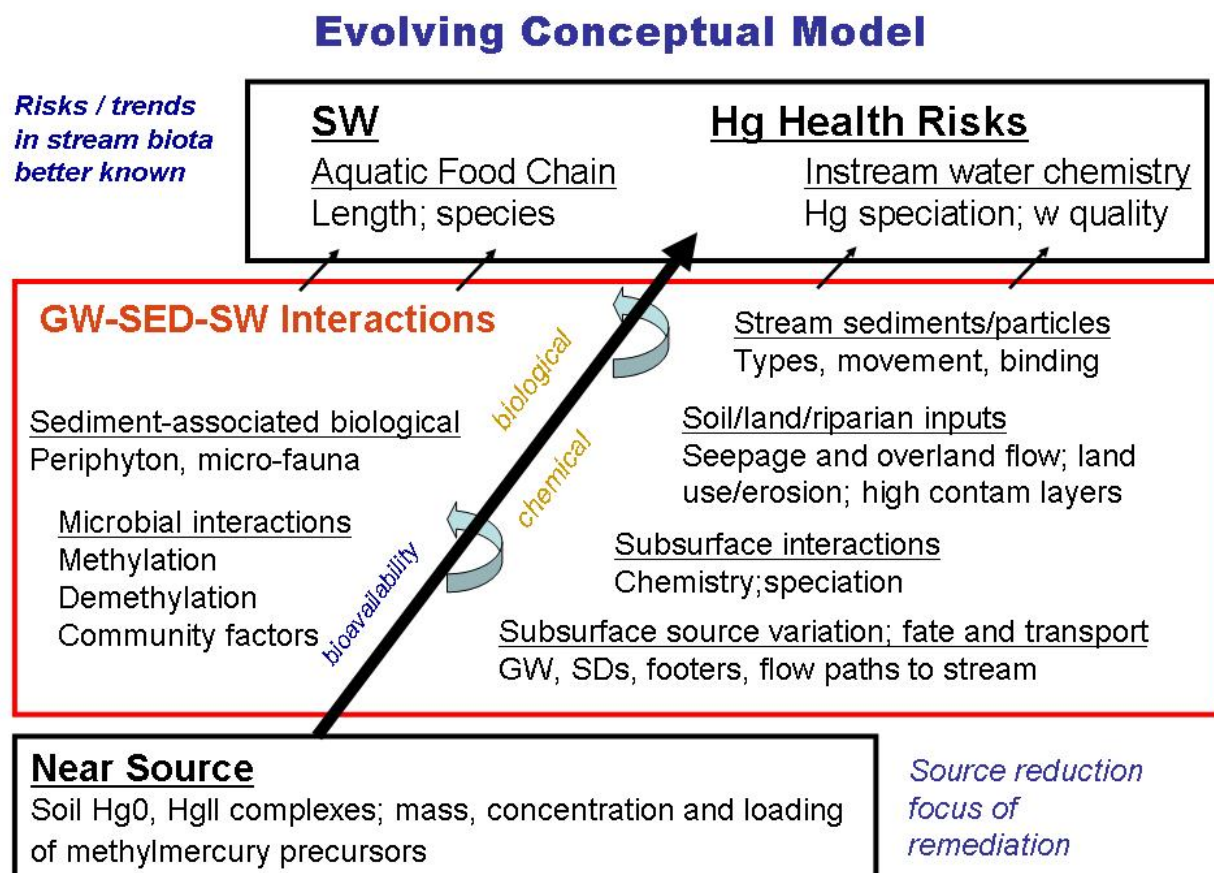 Evolving Conceptual Model
Risks / trends
in stream biota
better known
SW
Aquatic Food Chain
Length; species
Hg Health Risks
Instream water chemistry
Hg speciation; w quality
GW-SED-SW Interactions
Sediment-associated biological
Periphyton, micro-fauna
Microbial interactions
Methylation
Demethylation
Community factors
bioavailability
biological
chemical
Stream sediments/particles
Types, movement, binding
Soil/land/riparian inputs
Seepage and overland flow; land
use/erosion; high contam layers
Subsurface interactions
Chemistry;speciation
Subsurface source variation; fate and transport
GW, SDs, footers, flow paths to stream
Near Source
Soil Hg0, HgII complexes; mass, concentration and loading
of methylmercury precursors
Source reduction
focus of
remediation